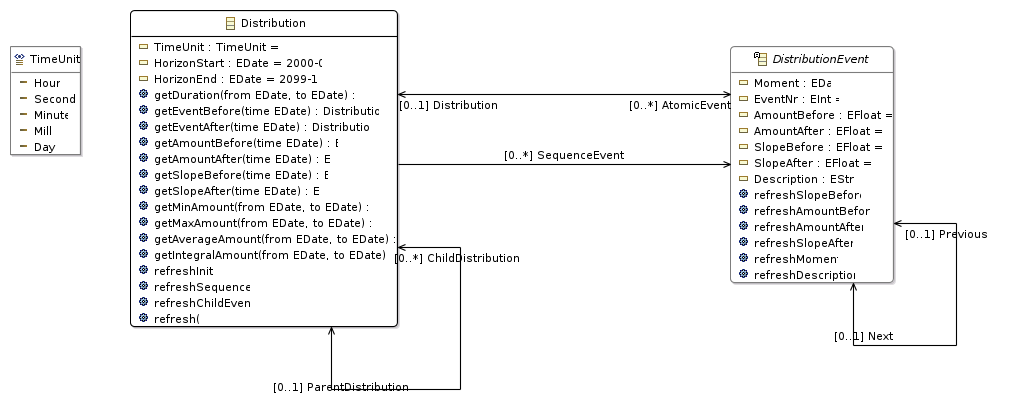 TimeUnit
Hour
Second
Minute
Mill
Day
Distribution
TimeUnit : TimeUnit =
HorizonStart : EDate = 2000-0
HorizonEnd : EDate = 2099-1
getDuration(from EDate, to EDate) :
getEventBefore(time EDate) : Distributio
getEventAfter(time EDate) : Distributio
getAmountBefore(time EDate) : E
getAmountAfter(time EDate) : E
getSlopeBefore(time EDate) : E
getSlopeAfter(time EDate) : E
getMinAmount(from EDate, to EDate) :
getMaxAmount(from EDate, to EDate) :
getAverageAmount(from EDate, to EDate) :
getIntegralAmount(from EDate, to EDate)
refreshInit
refreshSequence
refreshChildEven
refresh(
[0..1] Distribution
[0..*] AtomicEvent
[0..*] SequenceEvent
[0..*] ChildDistribution
[0..1] ParentDistribution
DistributionEvent
Moment : EDa
EventNr : EInt =
AmountBefore : EFloat =
AmountAfter : EFloat =
SlopeBefore : EFloat =
SlopeAfter : EFloat =
Description : EStr
refreshSlopeBefore
refreshAmountBefor
refreshAmountAfter
refreshSlopeAfter
refreshMoment
refreshDescription
[0..1] Previous
[0..1] Next